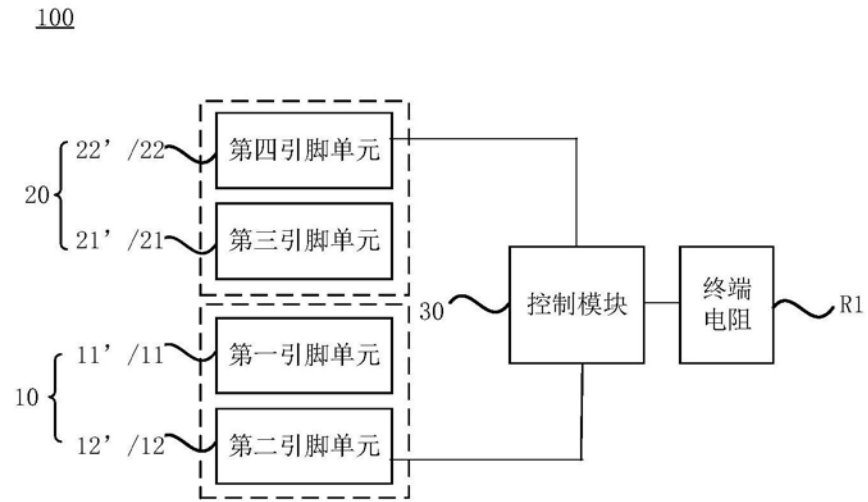 100
22' /22
第四引脚单元
20
21' /21
第三引脚单元
30
控制模块
终端
电阻
R1
11' /11
第一引脚单元
10
12' /12
第二引脚单元